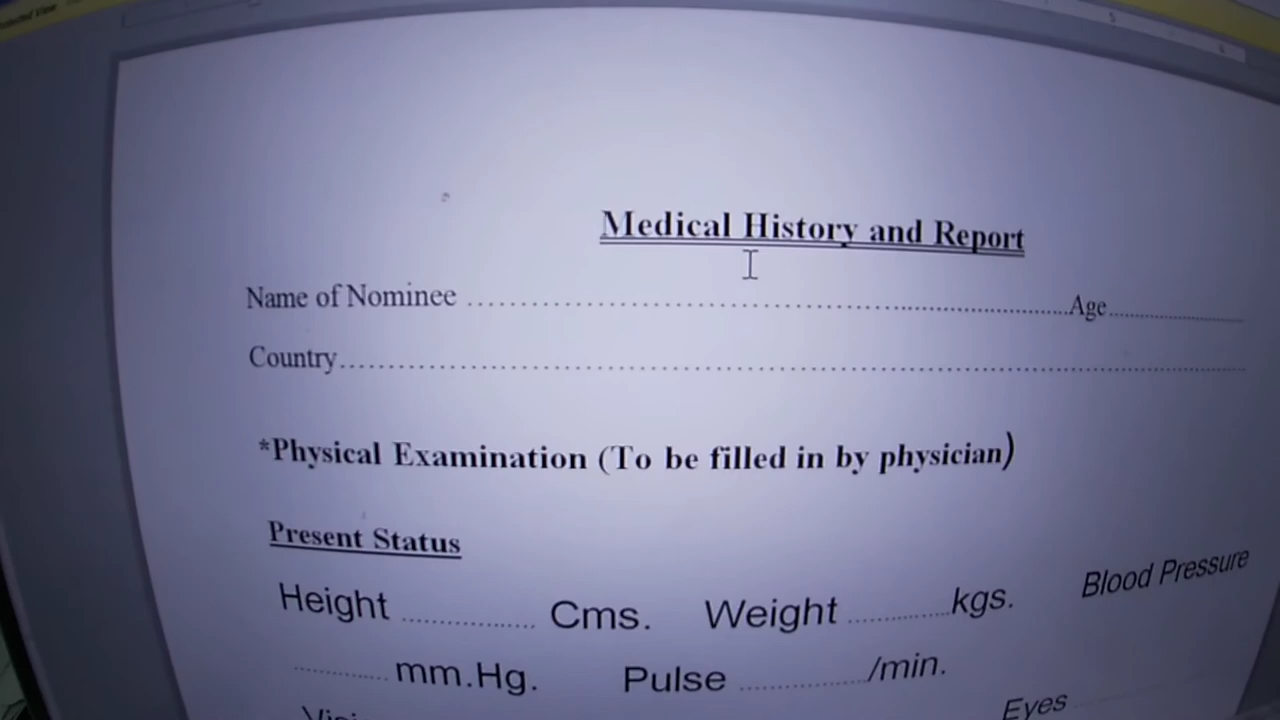 Medical History and Report
Name of Nominee ........................................................................Age....................
Country........................................................................................
*Physical Examination (To be filled in by physician)
Present Status
Height ................ Cms. Weight ............kgs. Blood Pressure
............ mm.Hg. Pulse ................/min.
Eyes